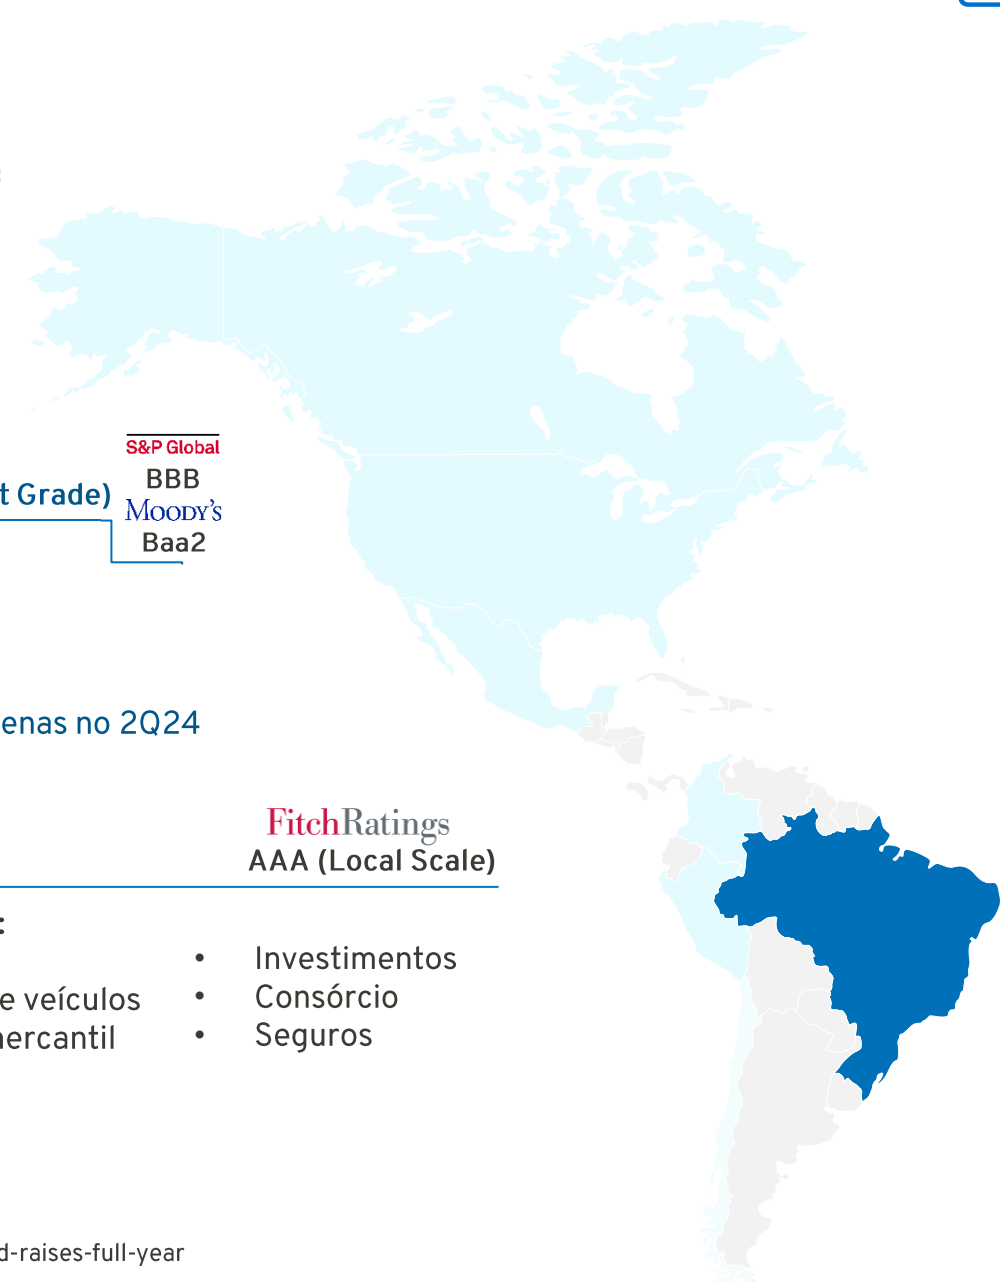 S&P Global
BBB
t Grade)
MOODY'S
Baa2
enas no 2Q24
FitchRatings
AAA (Local Scale)
:
• Investimentos
e veículos
• Consórcio
ercantil
• Seguros
d-raises-full-year